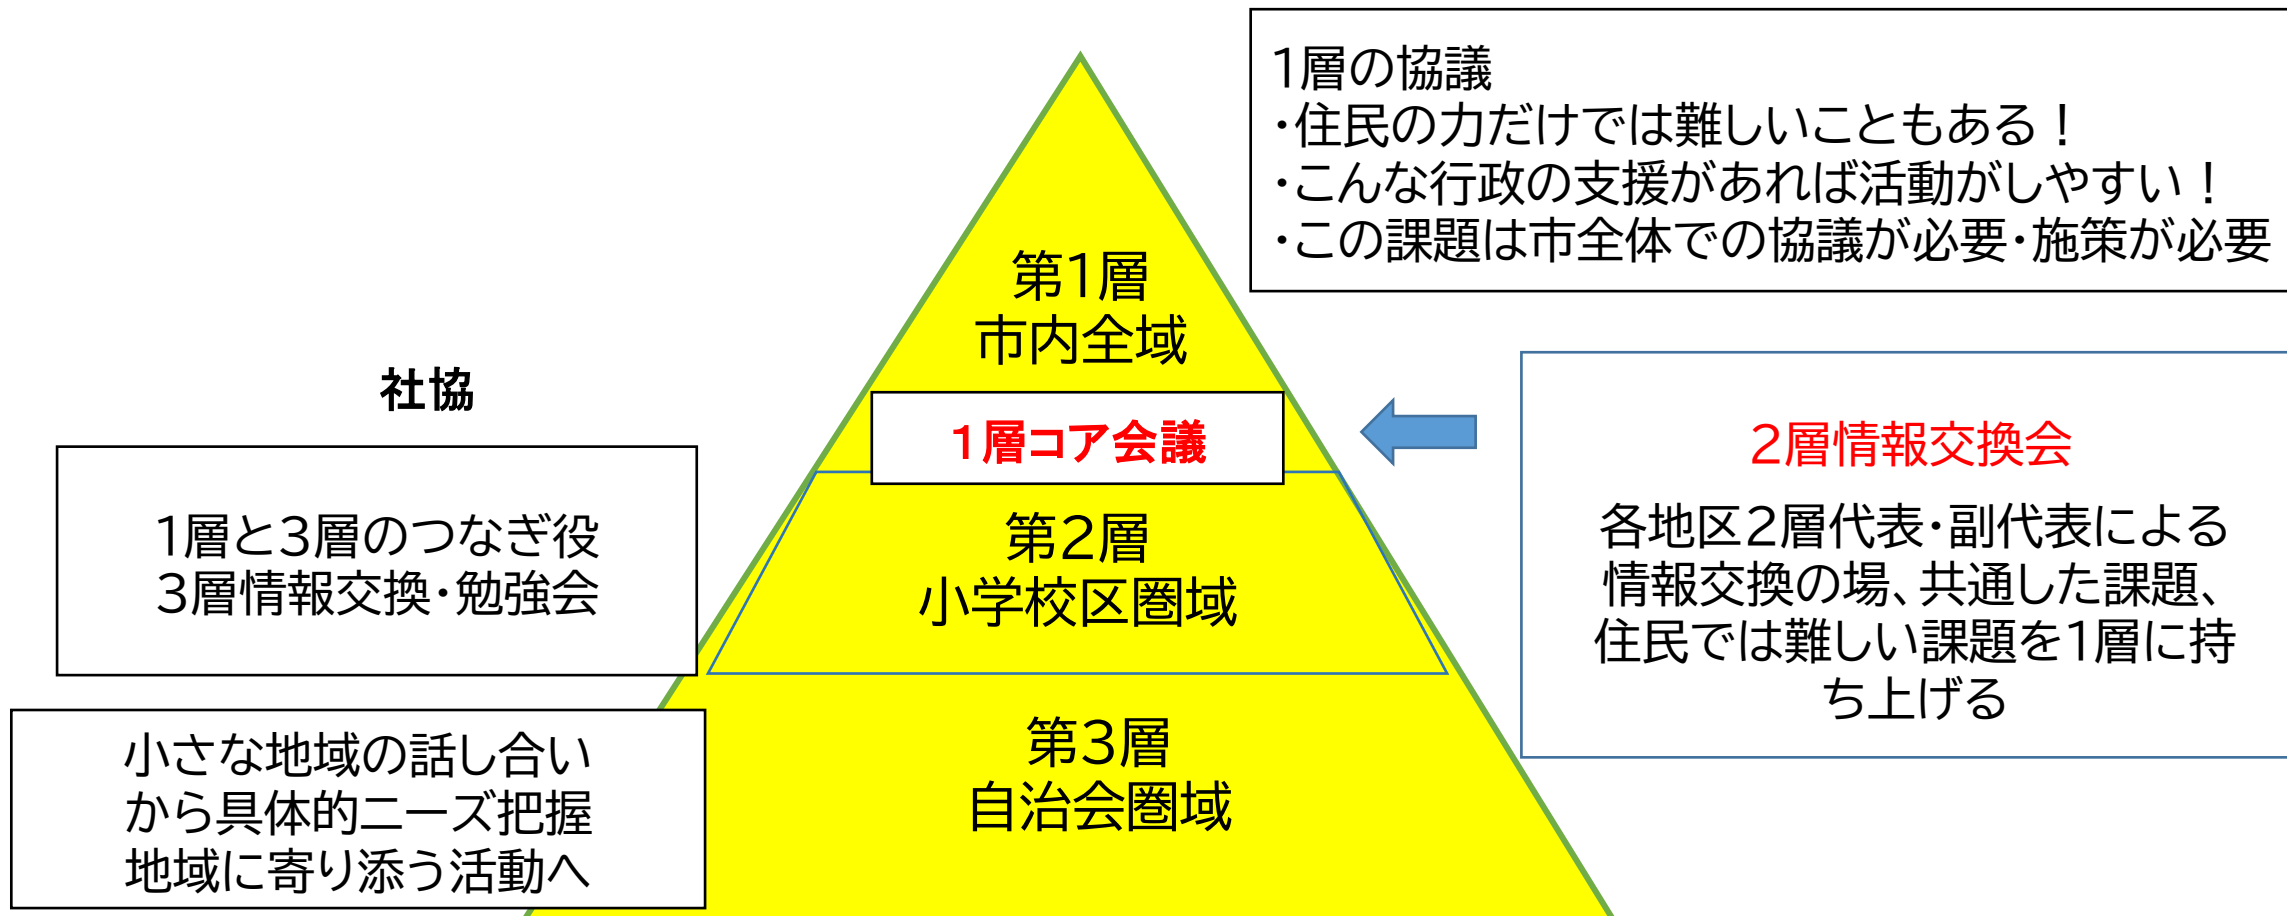 1層の協議
・住民の力だけでは難しいこともある！
・こんな行政の支援があれば活動がしやすい！
・この課題は市全体での協議が必要・施策が必要
第1層
市内全域
社協
1層コア会議
2層情報交換会
各地区2層代表・副代表による
情報交換の場、共通した課題、
住民では難しい課題を1層に持
ち上げる
1層と3層のつなぎ役
3層情報交換・勉強会
第2層
小学校区圏域
小さな地域の話し合い
から具体的ニーズ把握
地域に寄り添う活動へ
第3層
自治会圏域